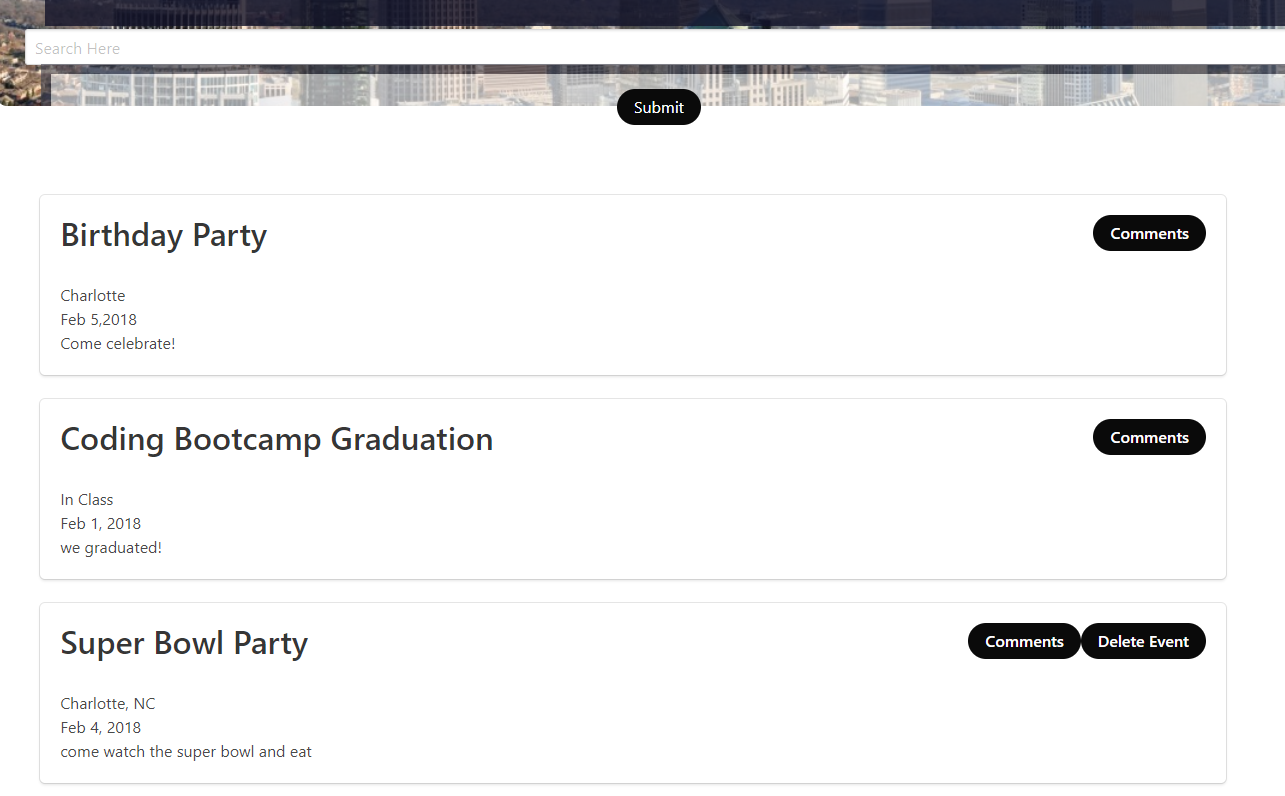 Search Here
Submit
Birthday Party
Comments
Charlotte
Feb 5,2018
Come celebrate!
Coding Bootcamp Graduation
Comments
In Class
Feb 1, 2018
we graduated!
Super Bowl Party
Comments
Delete Event
Charlotte, NC
Feb 4, 2018
come watch the super bowl and eat